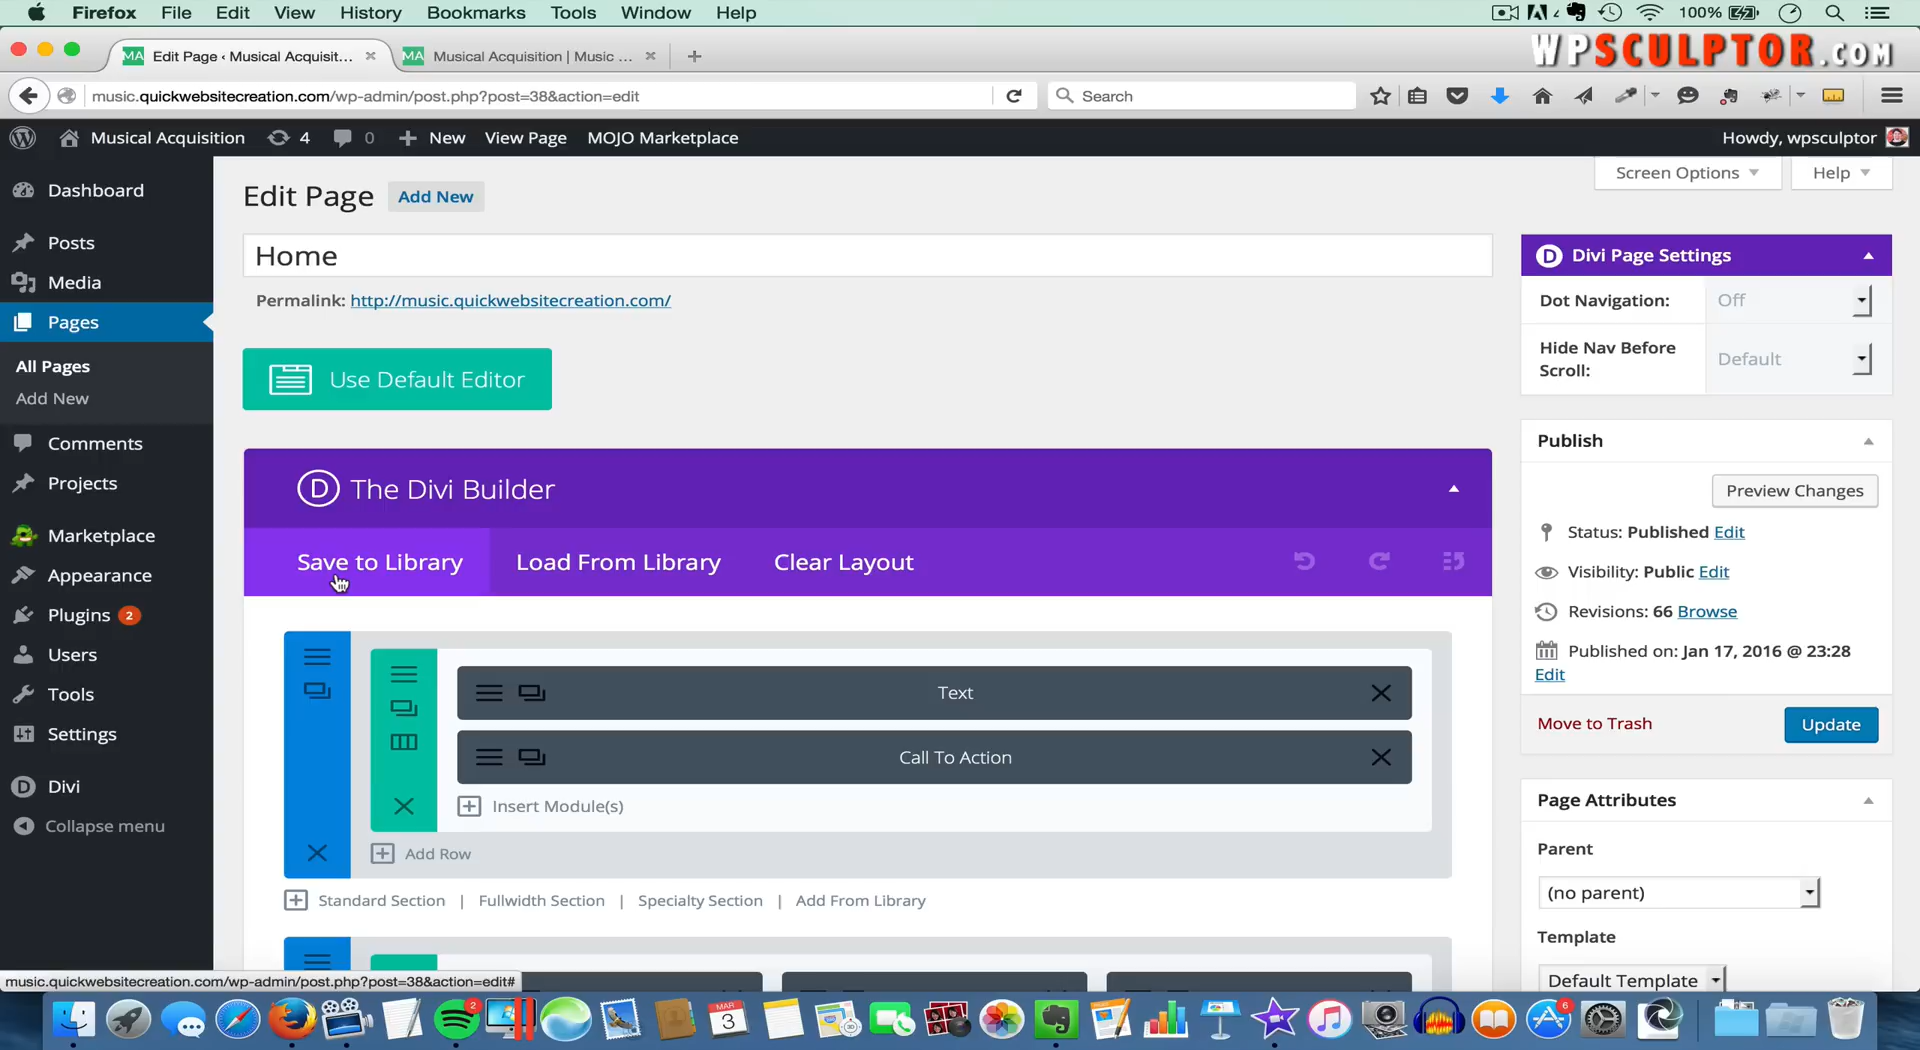 Firefox File Edit View History Bookmarks Tools Window Help
100%
WPSCULPTOR.COM
MA Edit Page ‹ Musical Acquisit...
MA Musical Acquisition | Music ...
music.quickwebsitecreation.com/wp-admin/post.php?post=38&action=edit
Search
Musical Acquisition 4 0 New View Page MOJO Marketplace
Howdy, wpsculptor
Dashboard
Posts
Media
Pages
All Pages
Add New
Comments
Projects
Marketplace
Appearance
Plugins 2
Users
Tools
Settings
Divi
Collapse menu
Screen Options
Help
Edit Page Add New
Home
Permalink: http://music.quickwebsitecreation.com/
Use Default Editor
D The Divi Builder
Save to Library Load From Library Clear Layout
Text
Call To Action
Insert Module(s)
Add Row
Standard Section | Fullwidth Section | Specialty Section | Add From Library
D Divi Page Settings
Dot Navigation: Off
Hide Nav Before
Scroll:
Default
Publish
Preview Changes
Status: Published Edit
Visibility: Public Edit
Revisions: 66 Browse
Published on: Jan 17, 2016 @ 23:28
Edit
Move to Trash
Update
Page Attributes
Parent
(no parent)
Template
Default Template
music.quickwebsitecreation.com/wp-admin/post.php?post=38&action=edit#
2
MAR
3
6